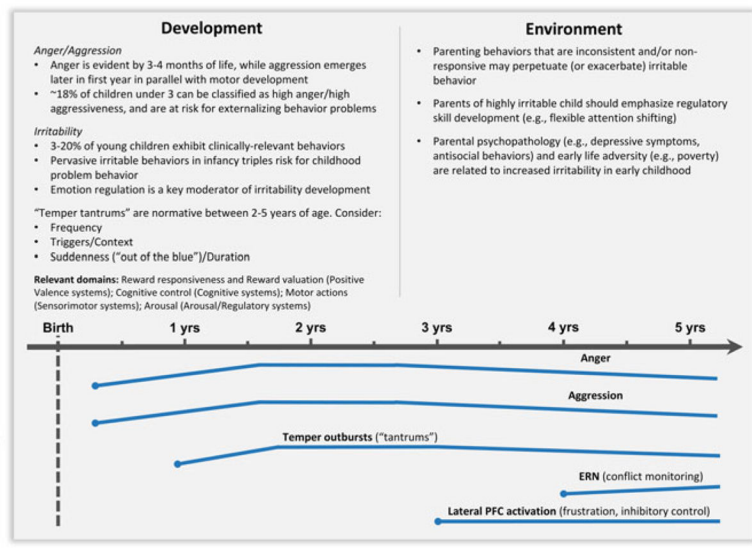 Development
Anger/Aggression
• Anger is evident by 3-4 months of life, while aggression emerges
later in first year in parallel with motor development
• ~18% of children under 3 can be classified as high anger/high
aggressiveness, and are at risk for externalizing behavior problems
Irritability
• 3-20% of young children exhibit clinically-relevant behaviors
• Pervasive irritable behaviors in infancy triples risk for childhood
problem behavior
• Emotion regulation is a key moderator of irritability development
“Temper tantrums” are normative between 2-5 years of age. Consider:
• Frequency
• Triggers/Context
• Suddenness (“out of the blue”)/Duration
Relevant domains: Reward responsiveness and Reward valuation (Positive
Valence systems); Cognitive control (Cognitive systems); Motor actions
(Sensorimotor systems); Arousal (Arousal/Regulatory systems)
Environment
• Parenting behaviors that are inconsistent and/or non-
responsive may perpetuate (or exacerbate) irritable
behavior
• Parents of highly irritable child should emphasize regulatory
skill development (e.g., flexible attention shifting)
• Parental psychopathology (e.g., depressive symptoms,
antisocial behaviors) and early life adversity (e.g., poverty)
are related to increased irritability in early childhood
Birth 1 yrs 2 yrs 3 yrs 4 yrs 5 yrs
Anger
Aggression
Temper outbursts (“tantrums”)
ERN (conflict monitoring)
Lateral PFC activation (frustration, inhibitory control)